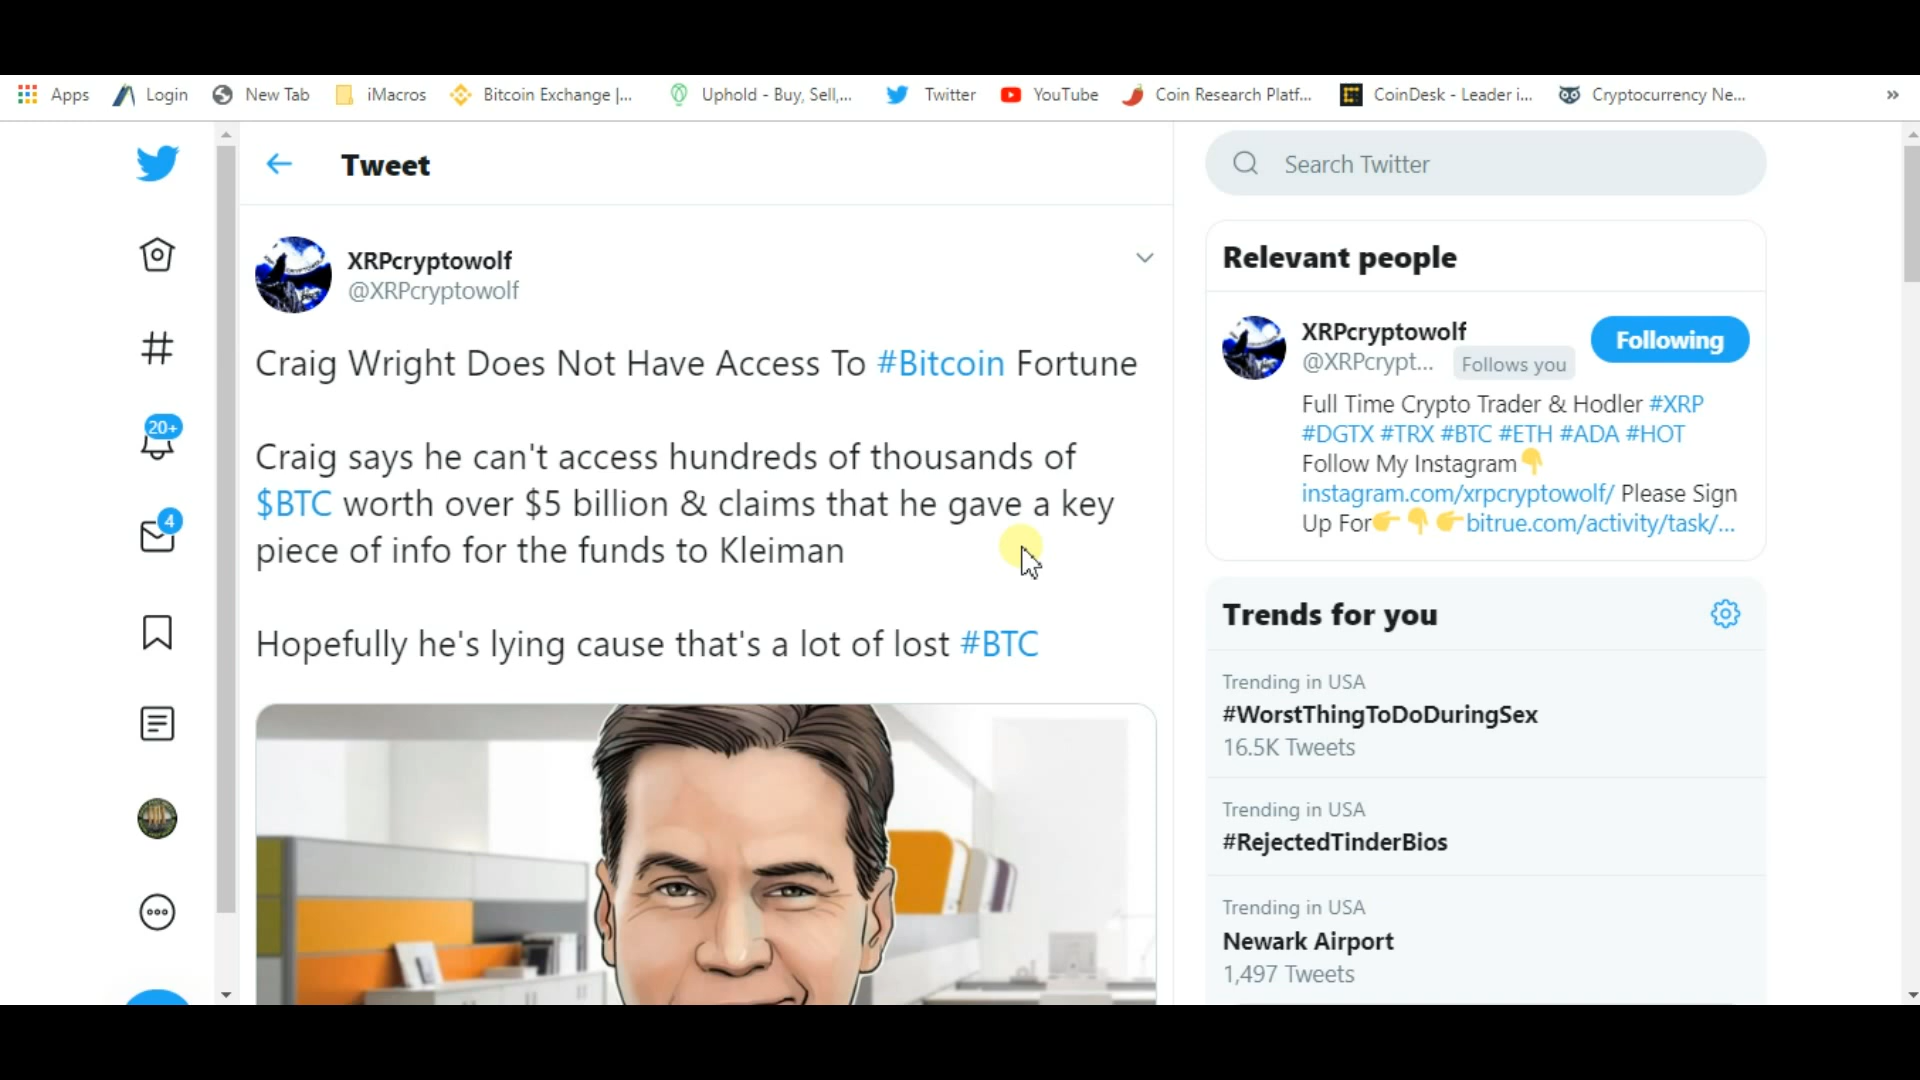 Apps Login New Tab iMacros Bitcoin Exchange |... Uphold - Buy, Sell,... Twitter YouTube Coin Research Platf... CoinDesk - Leader i... Cryptocurrency Ne... »
Tweet
XRPcryptowolf
@XRPcryptowolf
Craig Wright Does Not Have Access To #Bitcoin Fortune
Craig says he can't access hundreds of thousands of
$BTC worth over $5 billion & claims that he gave a key
piece of info for the funds to Kleiman
Hopefully he's lying cause that's a lot of lost #BTC
20+
4
Search Twitter
Relevant people
XRPcryptowolf
@XRPcrypt... Follows you
Following
Full Time Crypto Trader & Hodler #XRP
#DGTX #TRX #BTC #ETH #ADA #HOT
Follow My Instagram👇
instagram.com/xrpcryptowolf/ Please Sign
Up For👉👇👉bitrue.com/activity/task/...
Trends for you
Trending in USA
#WorstThingToDoDuringSex
16.5K Tweets
Trending in USA
#RejectedTinderBios
Trending in USA
Newark Airport
1,497 Tweets